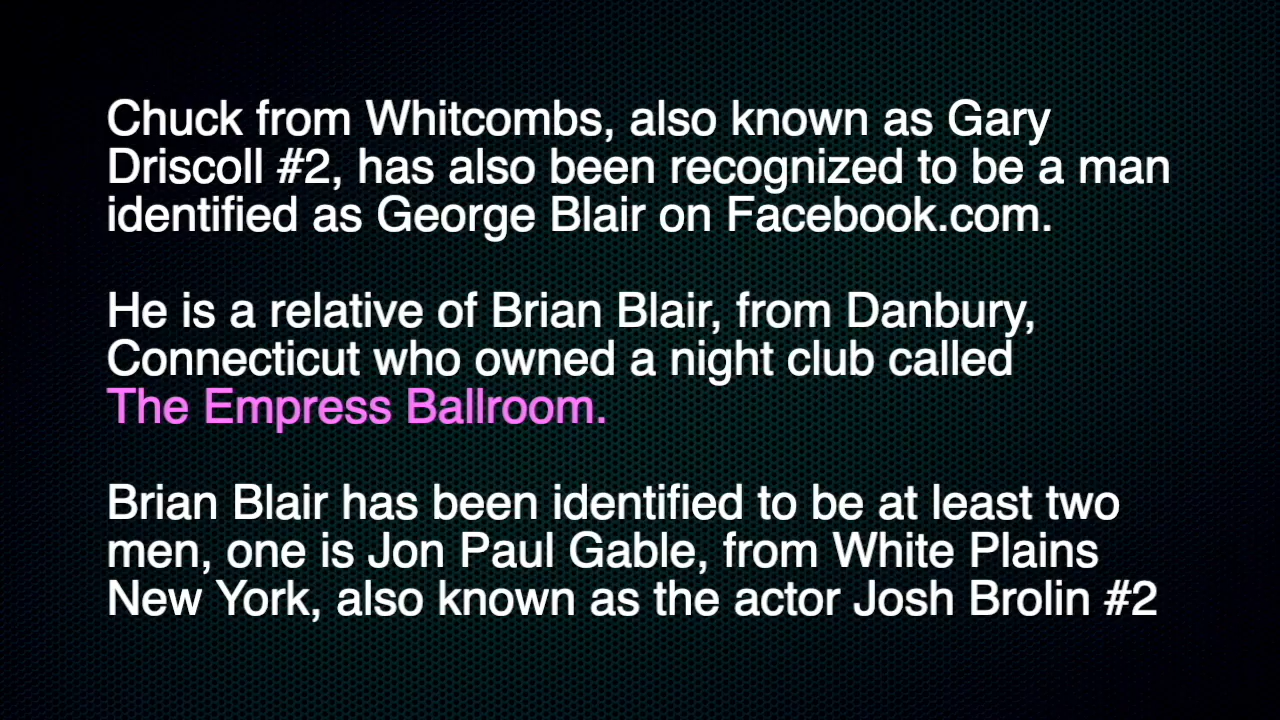 Chuck from Whitcombs, also known as Gary
Driscoll #2, has also been recognized to be a man
identified as George Blair on Facebook.com.
He is a relative of Brian Blair, from Danbury,
Connecticut who owned a night club called
The Empress Ballroom.
Brian Blair has been identified to be at least two
men, one is Jon Paul Gable, from White Plains
New York, also known as the actor Josh Brolin #2